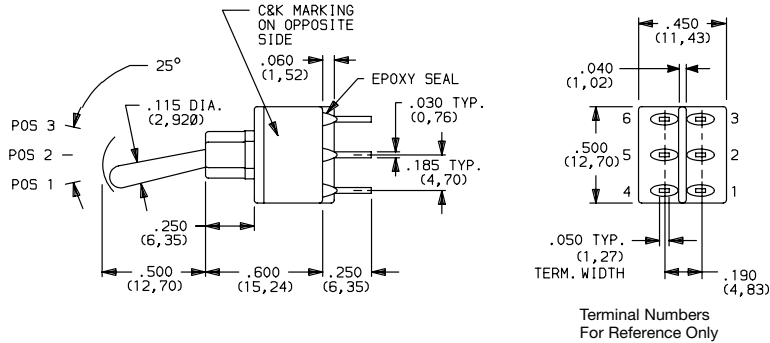 C&K MARKING
ON OPPOSITE
SIDE
.060
(1,52)
EPOXY SEAL
.030 TYP.
(0,76)
.185 TYP.
(4,70)
25°
.115 DIA.
(2,920)
POS 3
POS 2
POS 1
.250
(6,35)
.500
(12,70)
.600
(15,24)
.250
(6,35)
.450
(11,43)
.040
(1,02)
6
3
.500
(12,70)
5
2
4
1
.050 TYP.
(1,27)
TERM. WIDTH
.190
(4,83)
Terminal Numbers
For Reference Only